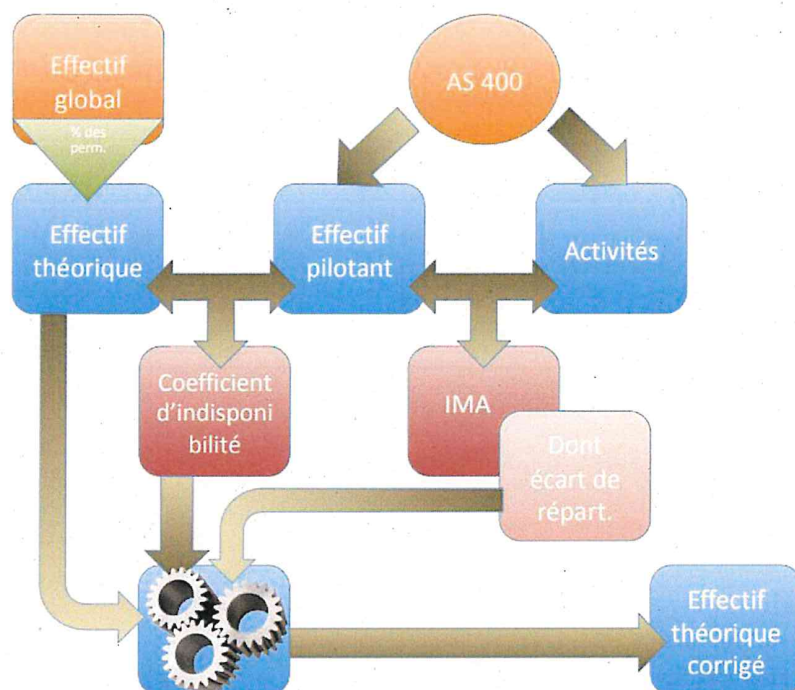 Effectif
global
% des
perm.
AS 400
Effectif
théorique
Effectif
pilotant
Activités
Coefficient
d'indisponi
bilité
IMA
Dont
écart de
répart.
Effectif
théorique
corrigé